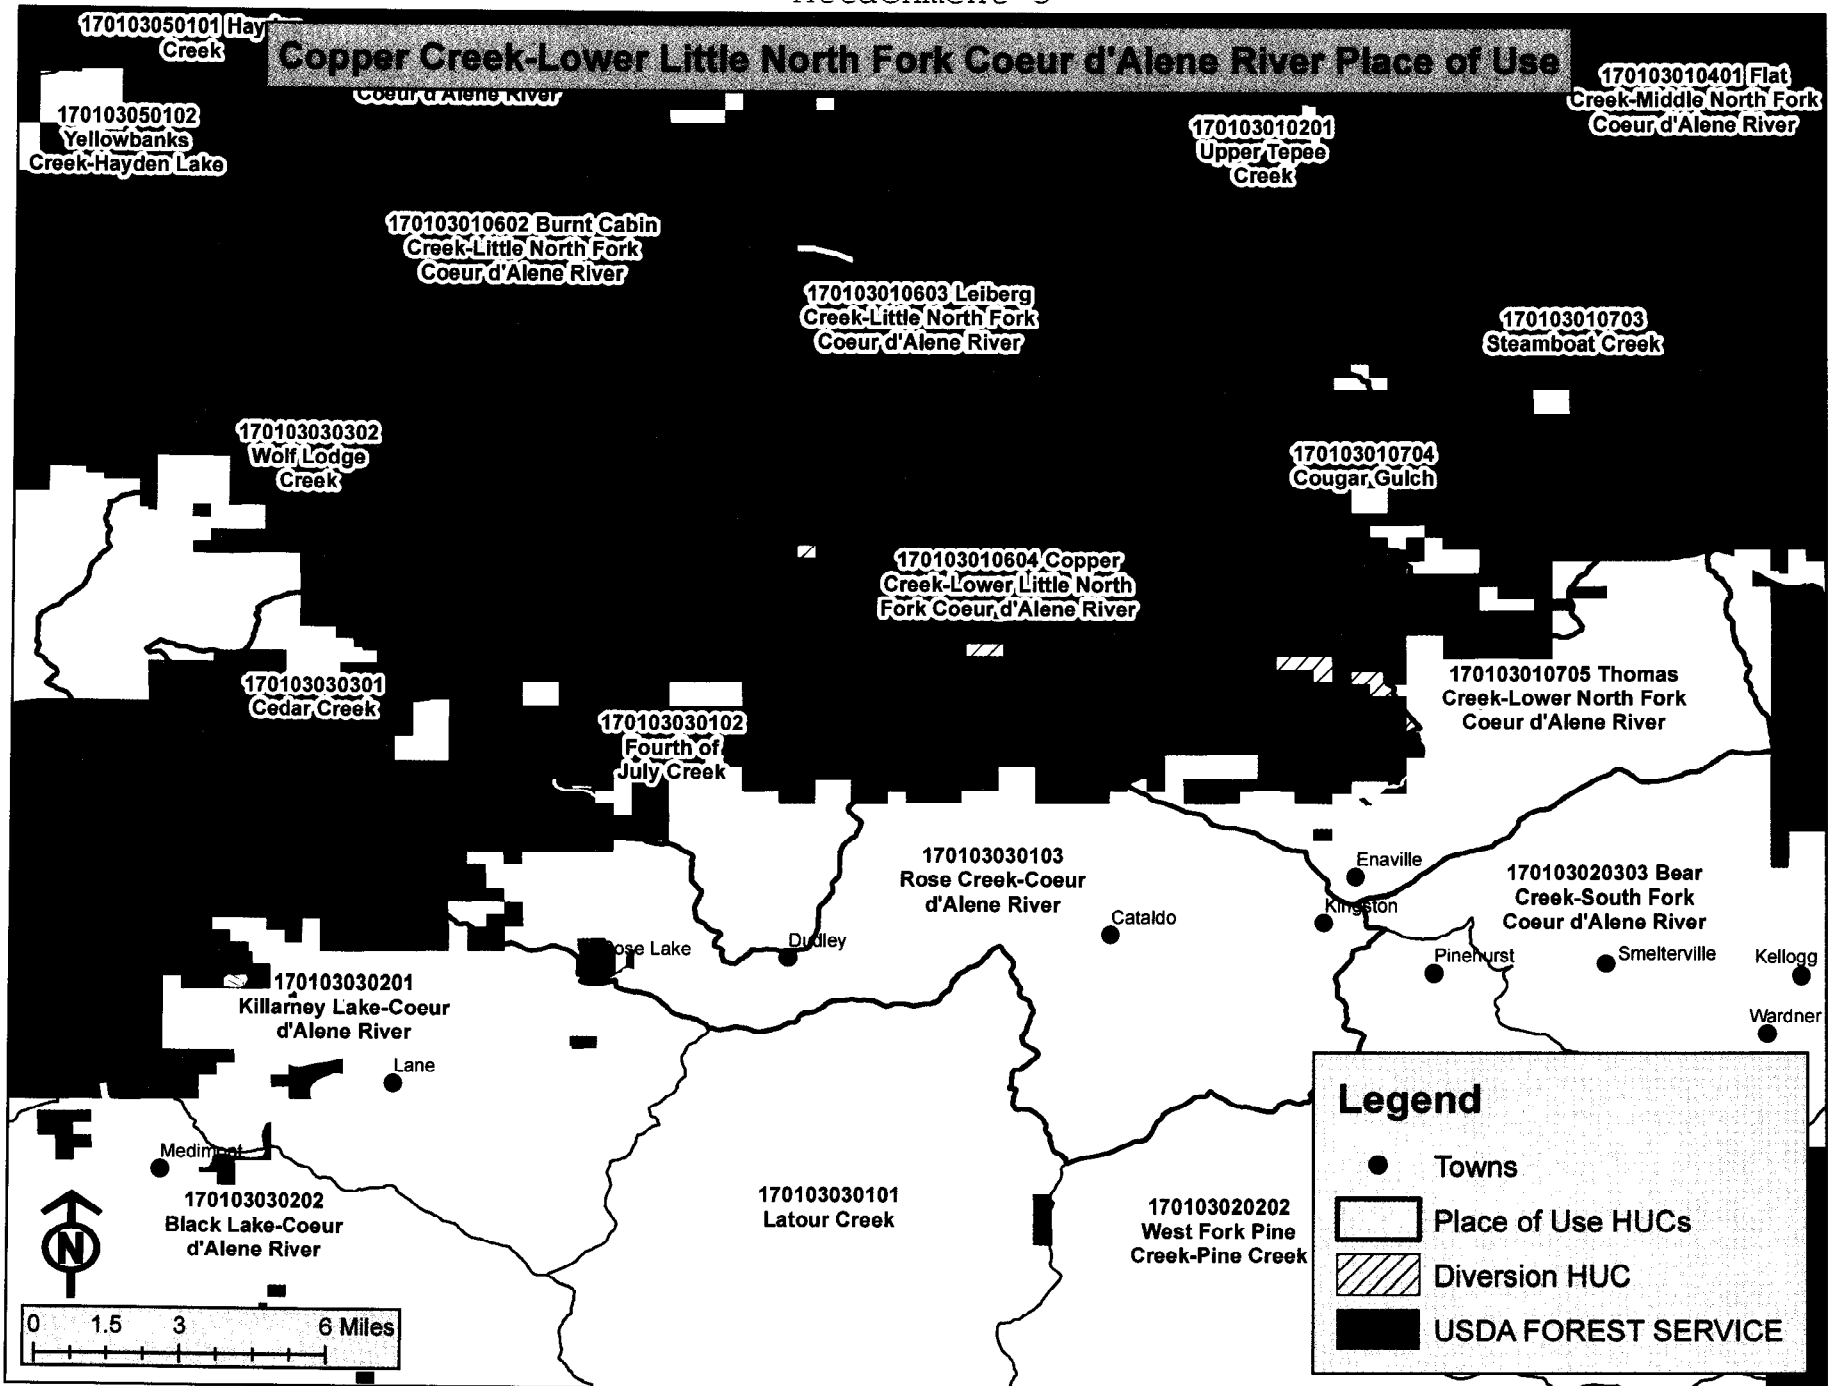 170103050101 Hay
Creek
Copper Creek-Lower Little North Fork Coeur d'Alene River Place of Use
Coeur d'Alene River
170103010401 Flat
Creek-Middle North Fork
Coeur d'Alene River
170103050102
Yellowbanks
Creek-Hayden Lake
170103010201
Upper Tepee
Creek
170103010602 Burnt Cabin
Creek-Little North Fork
Coeur d'Alene River
170103010603 Leiberg
Creek-Little North Fork
Coeur d'Alene River
170103010703
Steamboat Creek
170103030302
Wolf Lodge
Creek
170103010704
Cougar Gulch
170103010604 Copper
Creek-Lower Little North
Fork Coeur d'Alene River
170103030301
Cedar Creek
170103010705 Thomas
Creek-Lower North Fork
Coeur d'Alene River
170103030102
Fourth of
July Creek
170103030103
Rose Creek-Coeur
d'Alene River
Enaville
170103020303 Bear
Creek-South Fork
Coeur d'Alene River
Kingston
Cataldo
Dudley
ose Lake
Pinehurst
Smelterville
Kellogg
Wardner
170103030201
Killarney Lake-Coeur
d'Alene River
Lane
Medimont
170103030202
Black Lake-Coeur
d'Alene River
170103030101
Latour Creek
170103020202
West Fork Pine
Creek-Pine Creek
N
0 1.5 3 6 Miles
Legend
Towns
Place of Use HUCs
Diversion HUC
USDA FOREST SERVICE